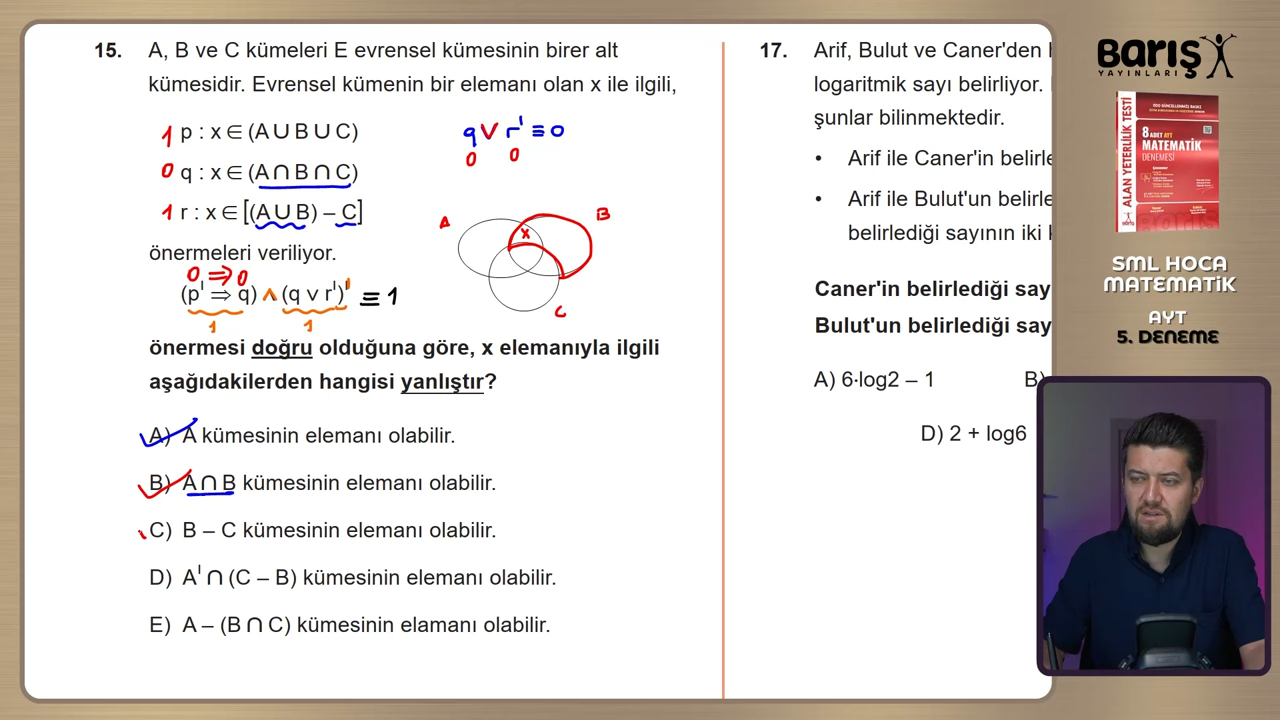 15. A, B ve C kümeleri E evrensel kümesinin birer alt
kümesidir. Evrensel kümenin bir elemanı olan x ile ilgili,
1 p : x ∈ (A ∪ B ∪ C)
0 q : x ∈ (A ∩ B ∩ C)
1 r : x ∈ [(A ∪ B) – C]
q ∨ r' ≡ 0
0 0
A
B
x
C
önermeleri veriliyor.
0 ⇒ 0
(p' ⇒ q) ∧ (q v r')' ≡ 1
1 1
önermesi doğru olduğuna göre, x elemanıyla ilgili
aşağıdakilerden hangisi yanlıştır?
A) A kümesinin elemanı olabilir.
B) A ∩ B kümesinin elemanı olabilir.
C) B – C kümesinin elemanı olabilir.
D) A' ∩ (C – B) kümesinin elemanı olabilir.
E) A – (B ∩ C) kümesinin elamanı olabilir.
17. Arif, Bulut ve Caner'den
logaritmik sayı belirliyor.
şunlar bilinmektedir.
• Arif ile Caner'in belirle
• Arif ile Bulut'un belirle
belirlediği sayının iki
Caner'in belirlediği say
Bulut'un belirlediği say
A) 6·log2 – 1 B)
D) 2 + log6
BARIŞ
YAYINLARI
ALAN YETERLİLİK TESTİ
8 ADET AYT
MATEMATİK
DENEMESİ
SML HOCA
MATEMATİK
AYT
5. DENEME